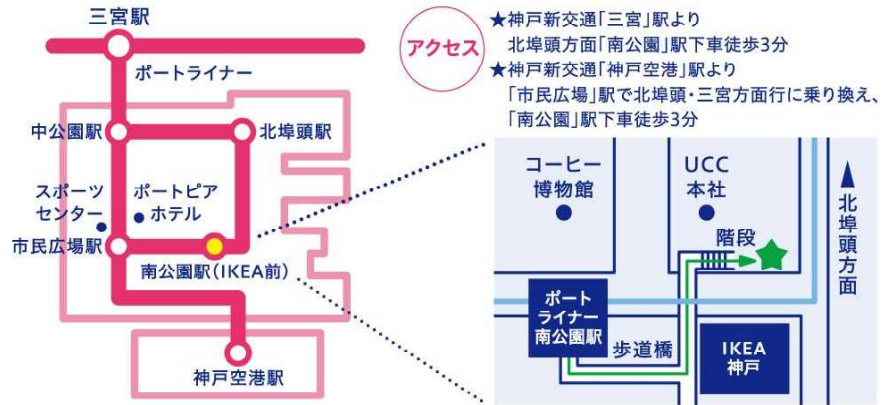 三宮駅
ポートライナー
中公園駅
北埠頭駅
スポーツ
センター
ポートピア
ホテル
市民広場駅
南公園駅(IKEA前)
神戸空港駅
アクセス
★神戸新交通「三宮」駅より
北埠頭方面「南公園」駅下車徒歩3分
★神戸新交通「神戸空港」駅より
「市民広場」駅で北埠頭・三宮方面行に乗り換え、
「南公園」駅下車徒歩3分
コーヒー
博物館
UCC
本社
階段
北埠頭方面
ポート
ライナー
南公園駅
歩道橋
IKEA
神戸